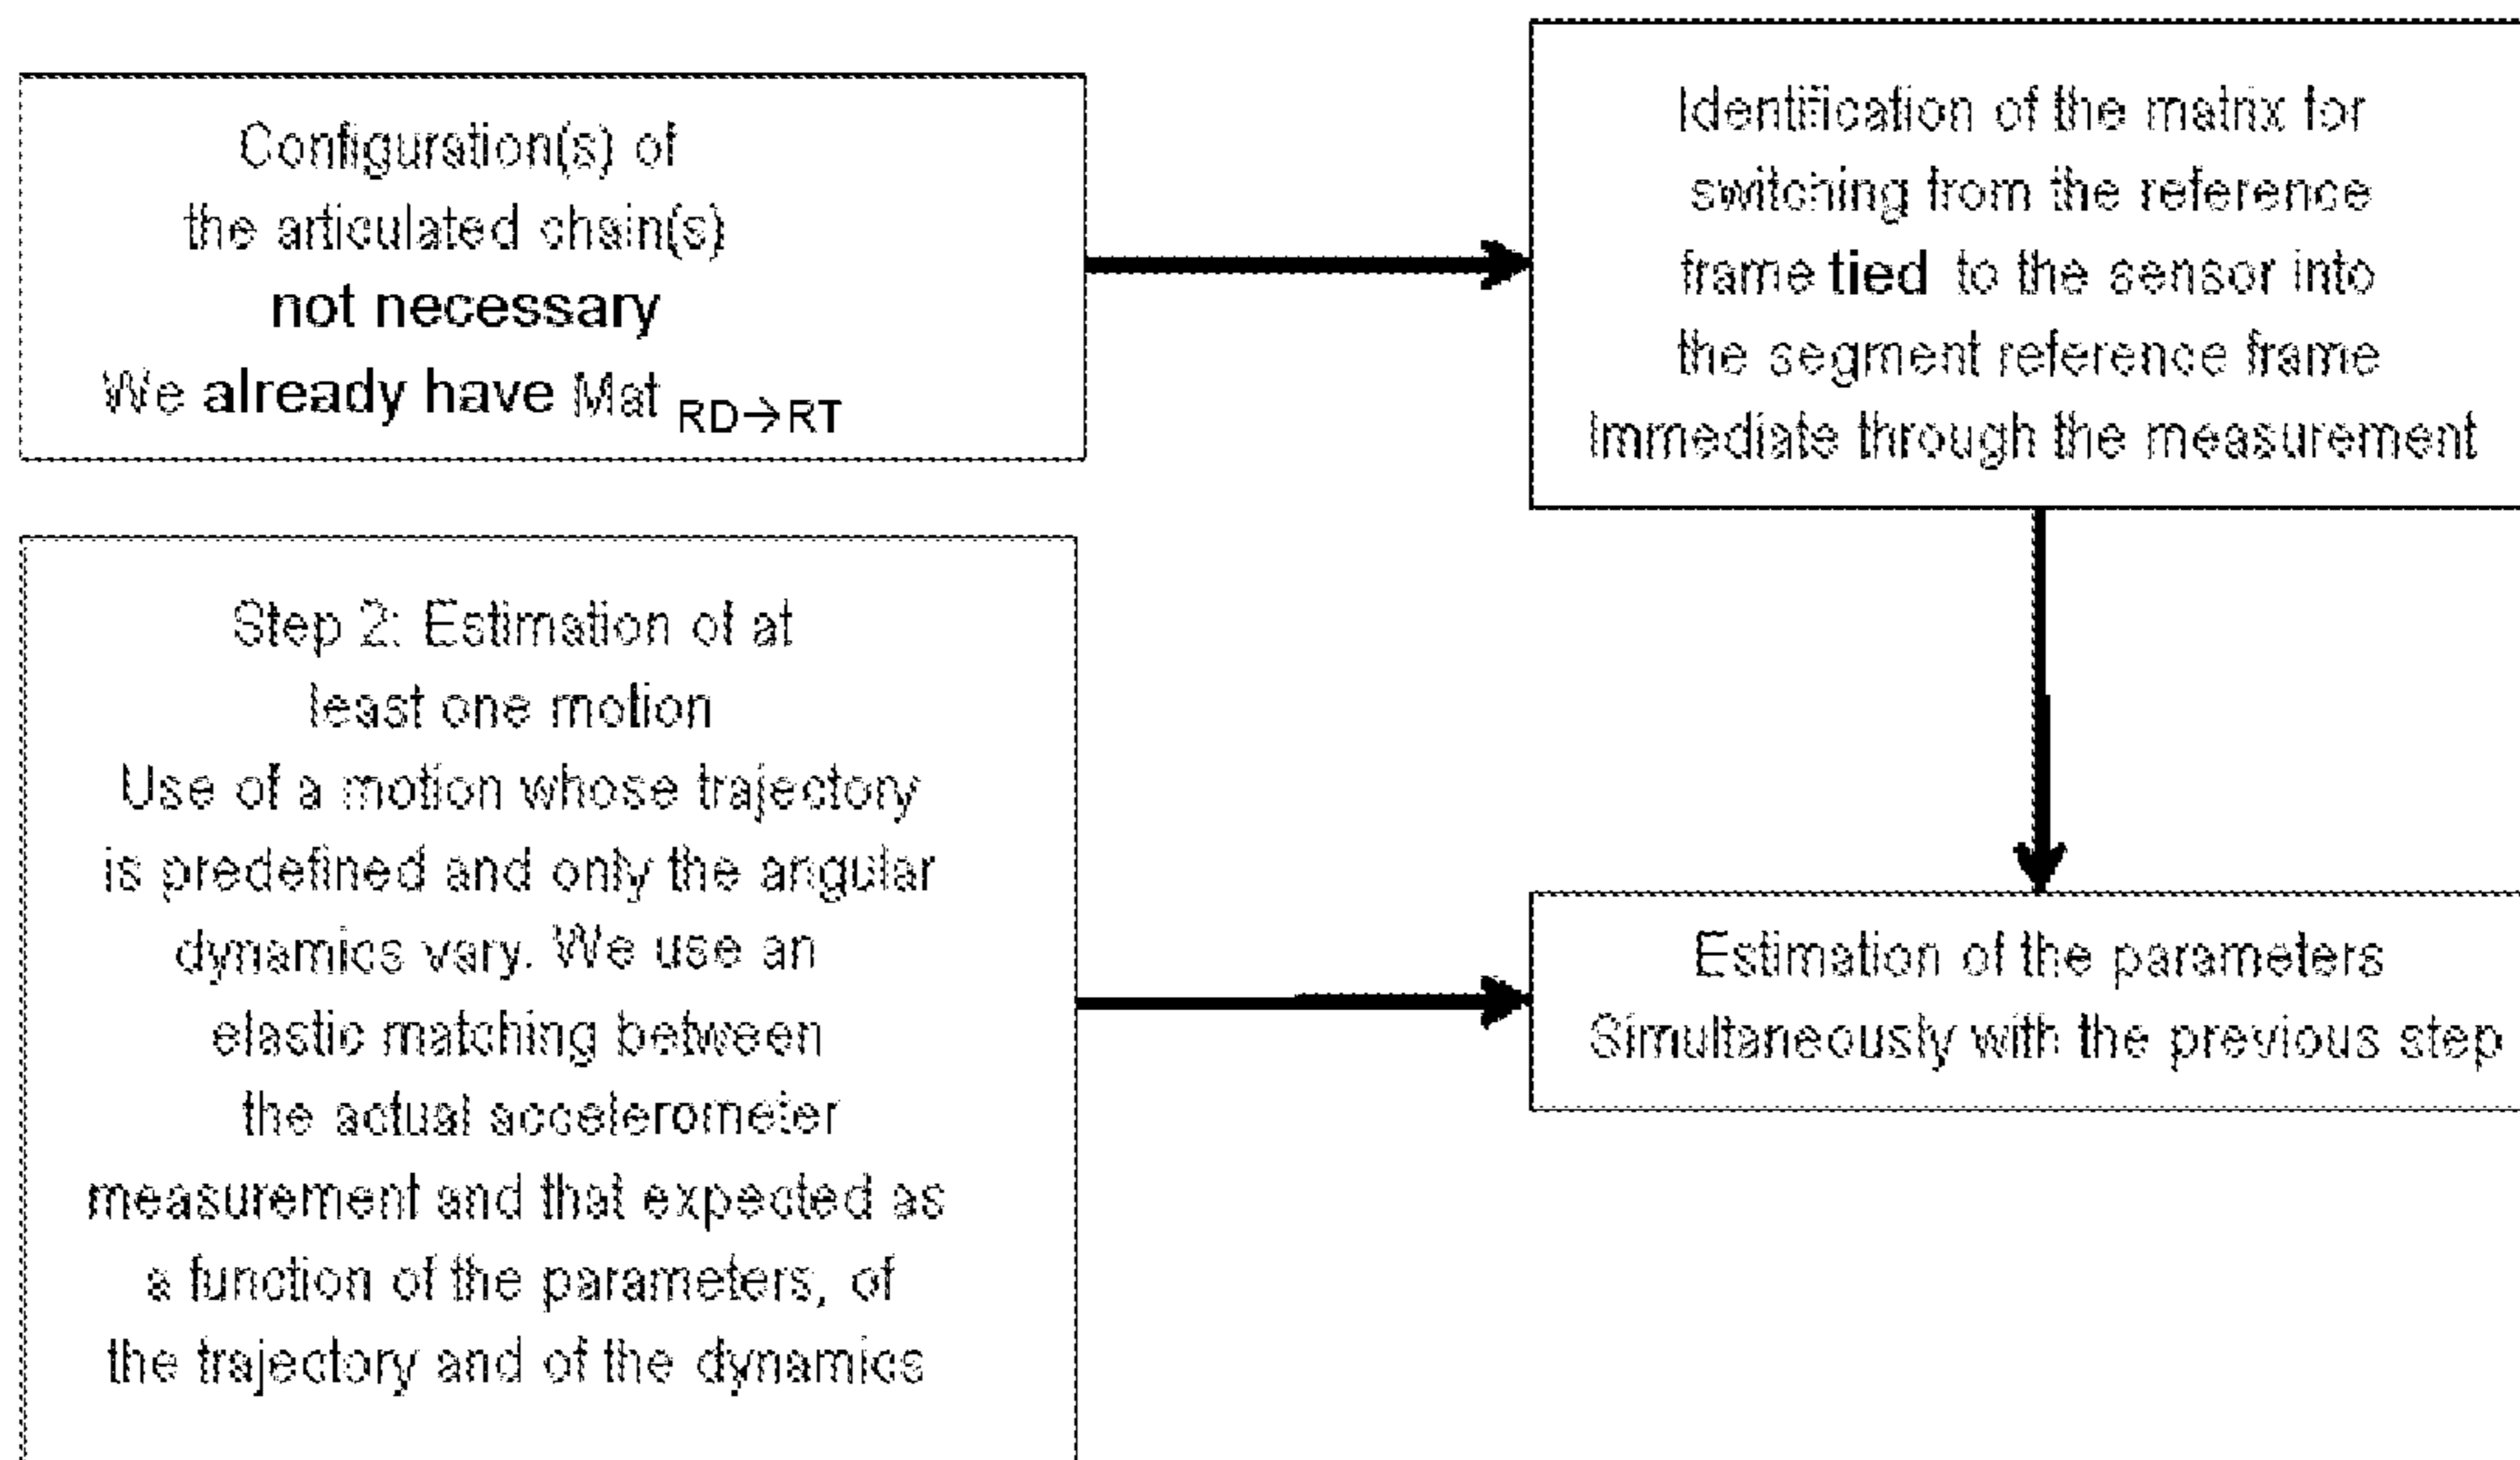 Configuration(s) of
the articulated chain(s)
not necessary
We already have Mat RD→RT
Identification of the matrix for
switching from the reference
frame tied to the sensor into
the segment reference frame
Immediate through the measurement
Step 2: Estimation of at
least one motion
Use of a motion whose trajectory
is predefined and only the angular
dynamics vary. We use an
elastic matching between
the actual accelerometer
measurement and that expected as
a function of the parameters, of
the trajectory and of the dynamics
Estimation of the parameters
Simultaneously with the previous step